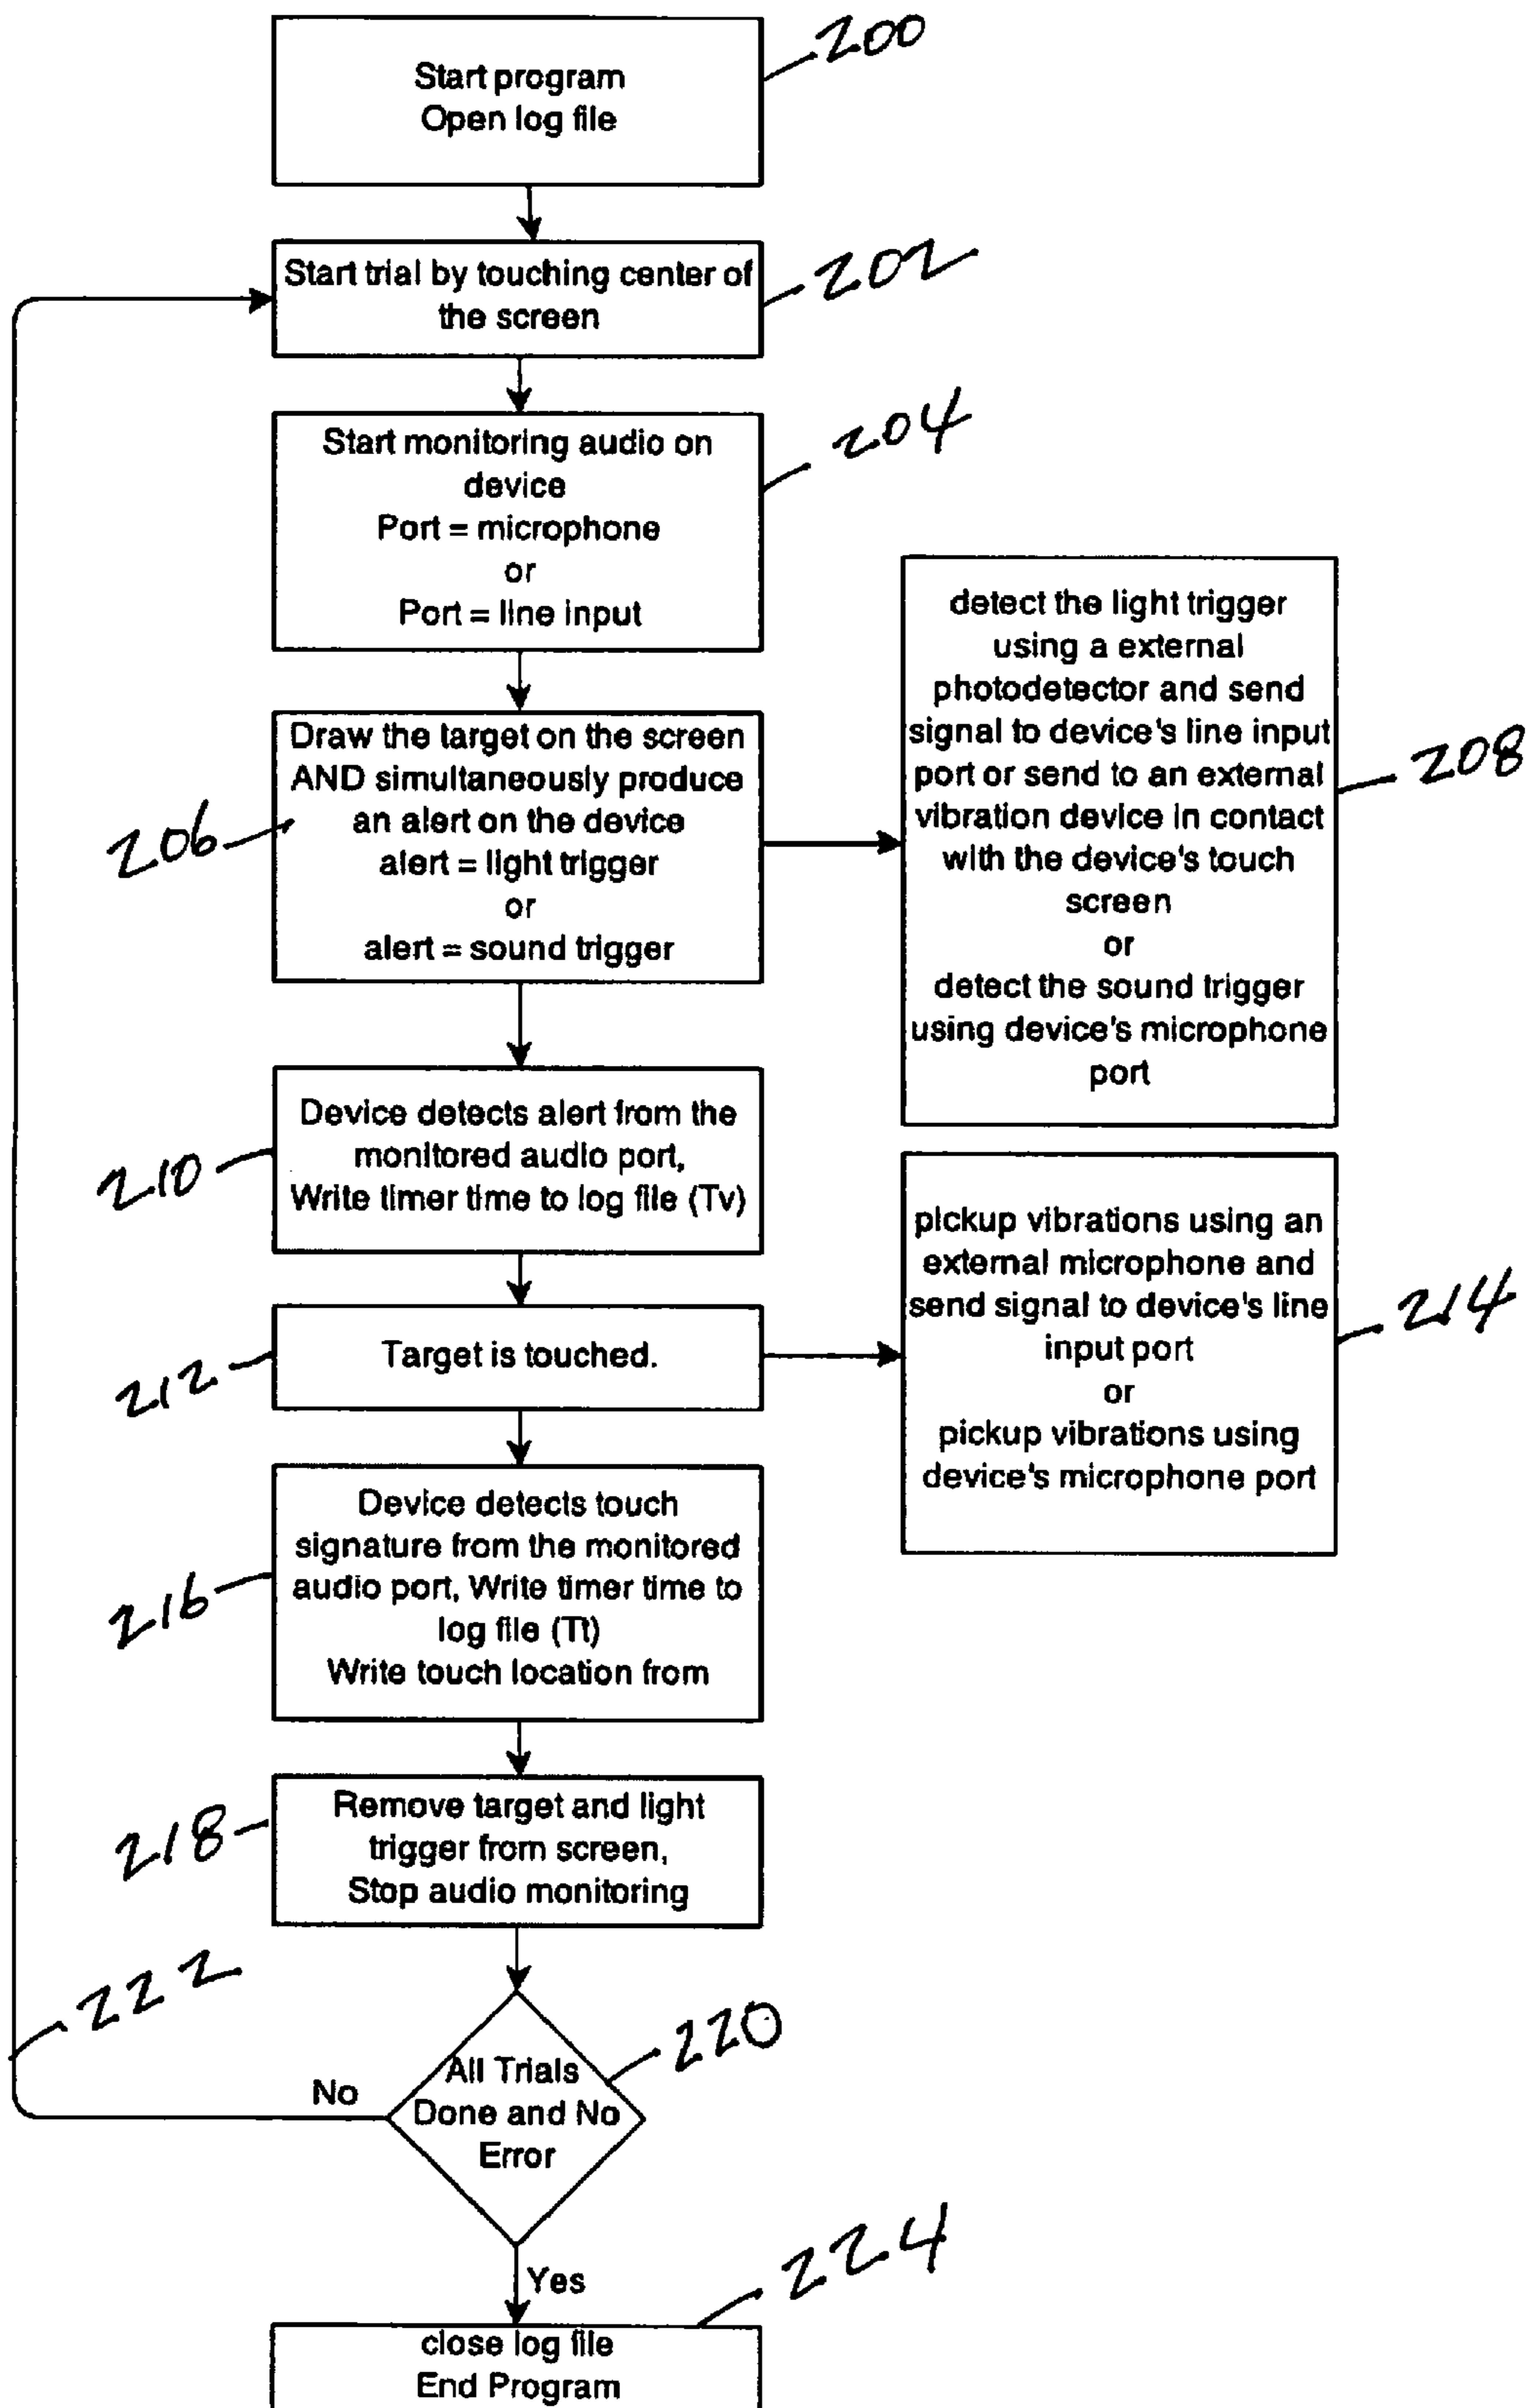 Start program
Open log file
200
Start trial by touching center of
the screen
202
Start monitoring audio on
device
Port = microphone
or
Port = line input
204
Draw the target on the screen
AND simultaneously produce
an alert on the device
alert = light trigger
or
alert = sound trigger
206
detect the light trigger
using a external
photodetector and send
signal to device's line input
port or send to an external
vibration device in contact
with the device's touch
screen
or
detect the sound trigger
using device's microphone
port
208
Device detects alert from the
monitored audio port,
Write timer time to log file (Tv)
210
Target is touched.
212
pickup vibrations using an
external microphone and
send signal to device's line
input port
or
pickup vibrations using
device's microphone port
214
Device detects touch
signature from the monitored
audio port, Write timer time to
log file (Tt)
Write touch location from
216
Remove target and light
trigger from screen,
Stop audio monitoring
218
All Trials
Done and No
Error
220
No
222
Yes
close log file
End Program
224